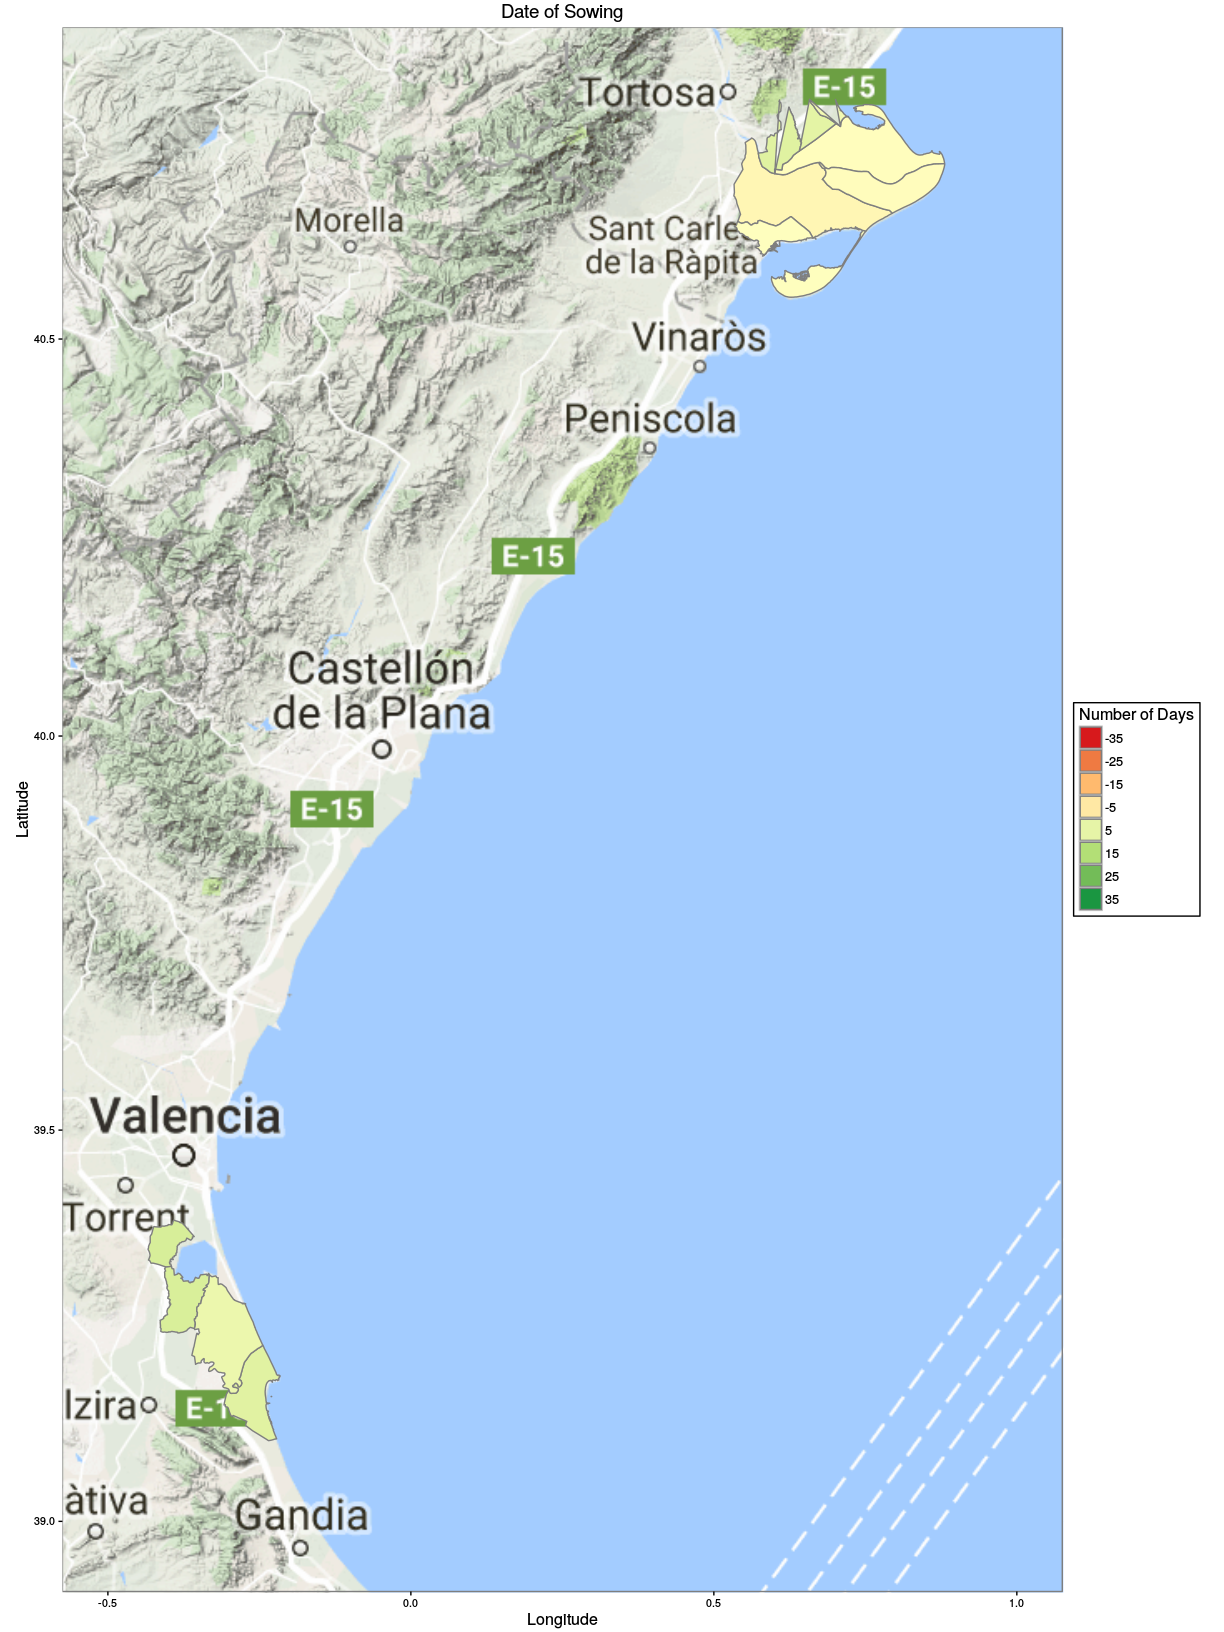 Date of Sowing
E-15
Tortosa
Morella
Sant Carle
de la Ràpita
40.5
Vinaròs
Peniscola
E-15
Castellón
de la Plana
40.0
E-15
Latitude
Number of Days
-35
-25
-15
-5
5
15
25
35
Valencia
39.5
Torrent
lzira
E-1
àtiva
Gandia
39.0
-0.5
0.0
0.5
1.0
Longitude